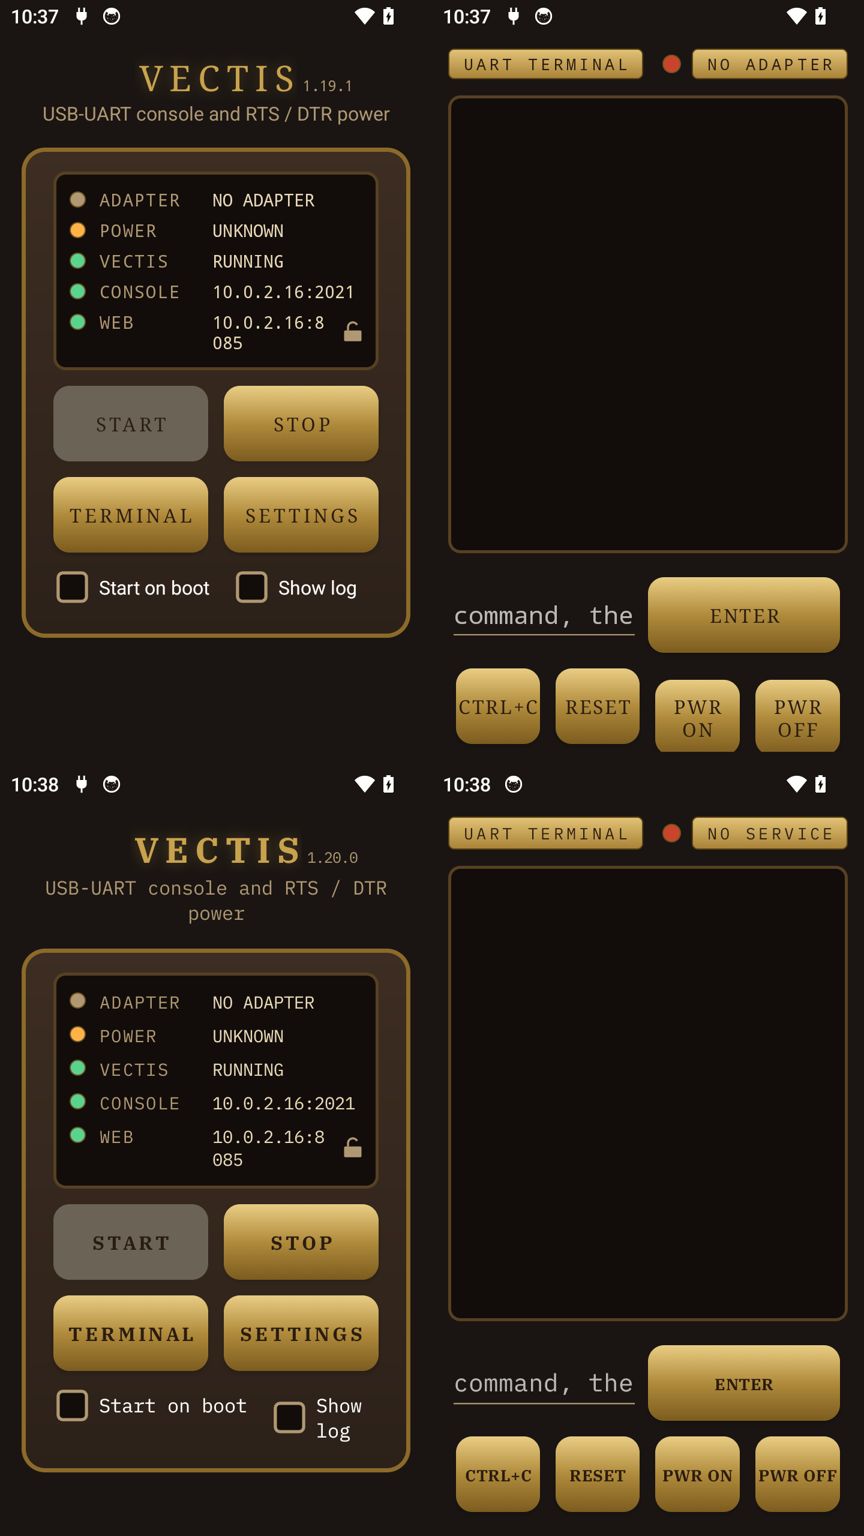 10:37
VECTIS 1.19.1
USB-UART console and RTS / DTR power
ADAPTER NO ADAPTER
POWER UNKNOWN
VECTIS RUNNING
CONSOLE 10.0.2.16:2021
WEB 10.0.2.16:8
085
START STOP
TERMINAL SETTINGS
Start on boot Show log
10:37
UART TERMINAL NO ADAPTER
command, the ENTER
CTRL+C RESET PWR
ON PWR
OFF
10:38
VECTIS 1.20.0
USB-UART console and RTS / DTR
power
ADAPTER NO ADAPTER
POWER UNKNOWN
VECTIS RUNNING
CONSOLE 10.0.2.16:2021
WEB 10.0.2.16:8
085
START STOP
TERMINAL SETTINGS
Start on boot Show
log
10:38
UART TERMINAL NO SERVICE
command, the ENTER
CTRL+C RESET PWR ON PWR OFF